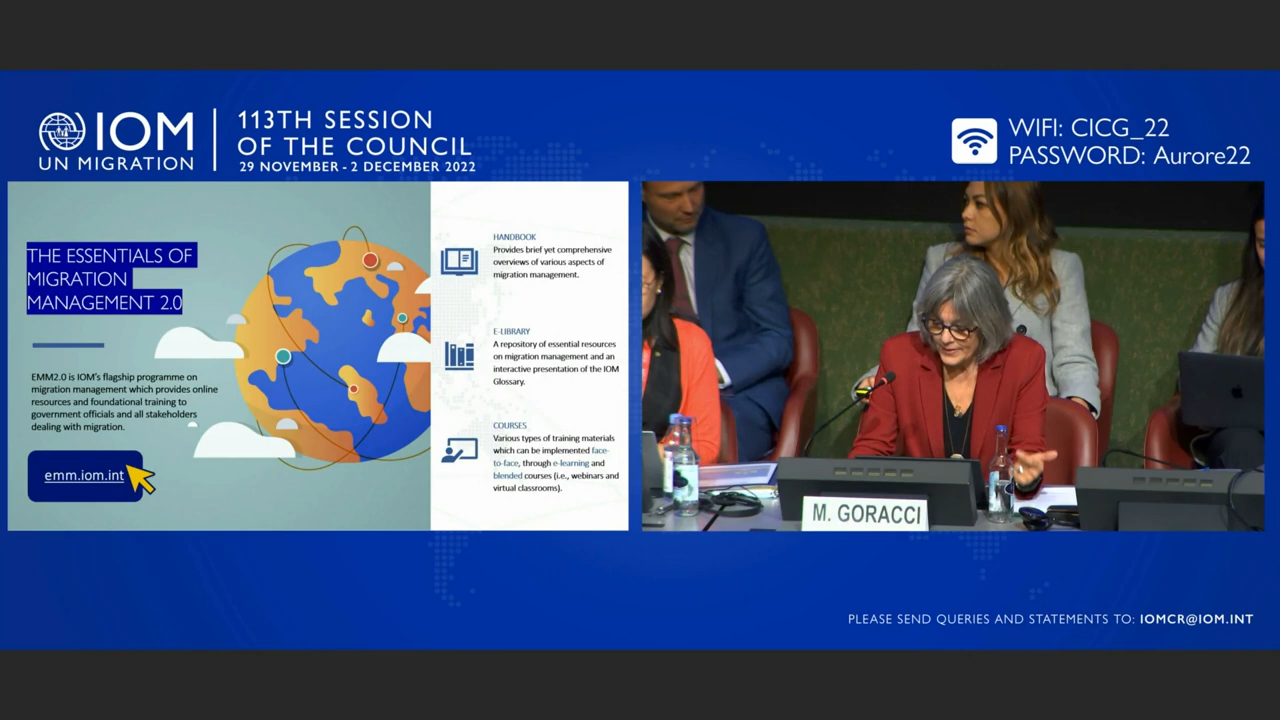 IOM
UN MIGRATION
113TH SESSION
OF THE COUNCIL
29 NOVEMBER - 2 DECEMBER 2022
WIFI: CICG_22
PASSWORD: Aurore22
THE ESSENTIALS OF
MIGRATION
MANAGEMENT 2.0
EMM2.0 is IOM's flagship programme on
migration management which provides online
resources and foundational training to
government officials and all stakeholders
dealing with migration.
emm.iom.int
HANDBOOK
Provides brief yet comprehensive
overviews of various aspects of
migration management.
E-LIBRARY
A repository of essential resources
on migration management and an
interactive presentation of the IOM
Glossary.
COURSES
Various types of training materials
which can be implemented face-
to-face, through e-learning and
blended courses (i.e., webinars and
virtual classrooms).
M. GORACCI
PLEASE SEND QUERIES AND STATEMENTS TO: IOMCR@IOM.INT